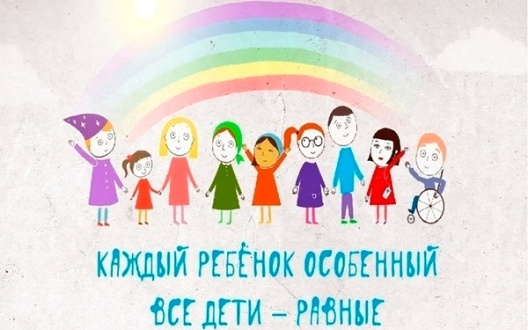 КАЖДЫЙ РЕБЁНОК ОСОБЕННЫЙ
ВСЕ ДЕТИ – РАВНЫЕ